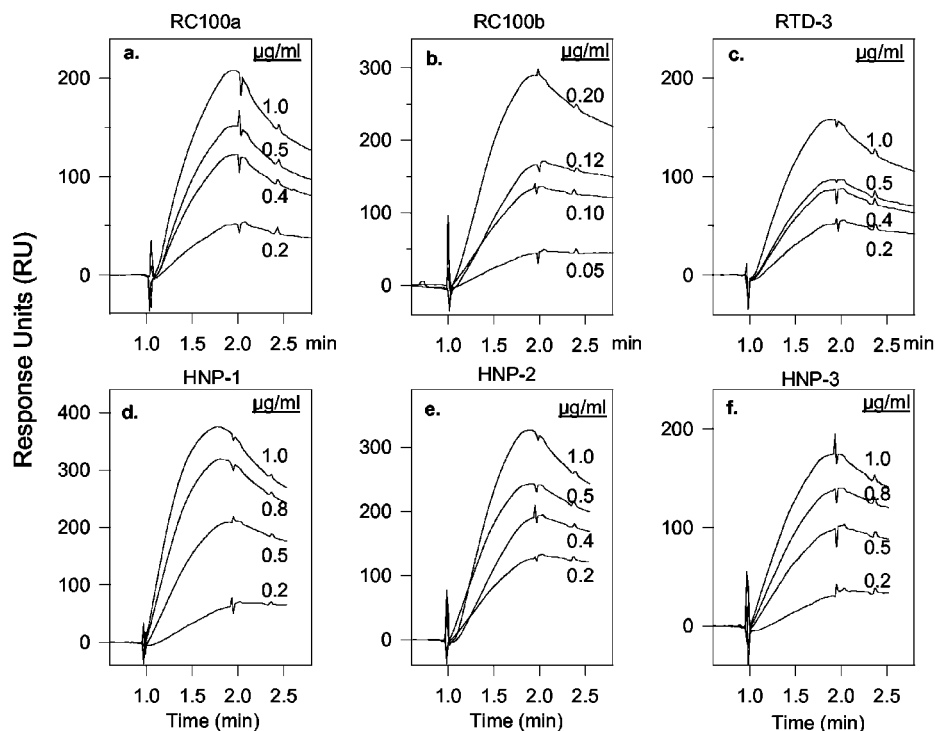 RC100a RC100b RTD-3
a. µg/ml b. µg/ml c. µg/ml
200 100 0
1.0 0.5 0.4 0.2
300 200 100 0
0.20 0.12 0.10 0.05
200 100 0
1.0 0.5 0.4 0.2
1.0 1.5 2.0 2.5 min 1.0 1.5 2.0 2.5 min 1.0 1.5 2.0 2.5 min
Response Units (RU)
HNP-1 HNP-2 HNP-3
d. µg/ml e. µg/ml f. µg/ml
400 300 200 100 0
1.0 0.8 0.5 0.2
300 200 100 0
1.0 0.5 0.4 0.2
200 100 0
1.0 0.8 0.5 0.2
1.0 1.5 2.0 2.5 1.0 1.5 2.0 2.5 1.0 1.5 2.0 2.5
Time (min) Time (min) Time (min)